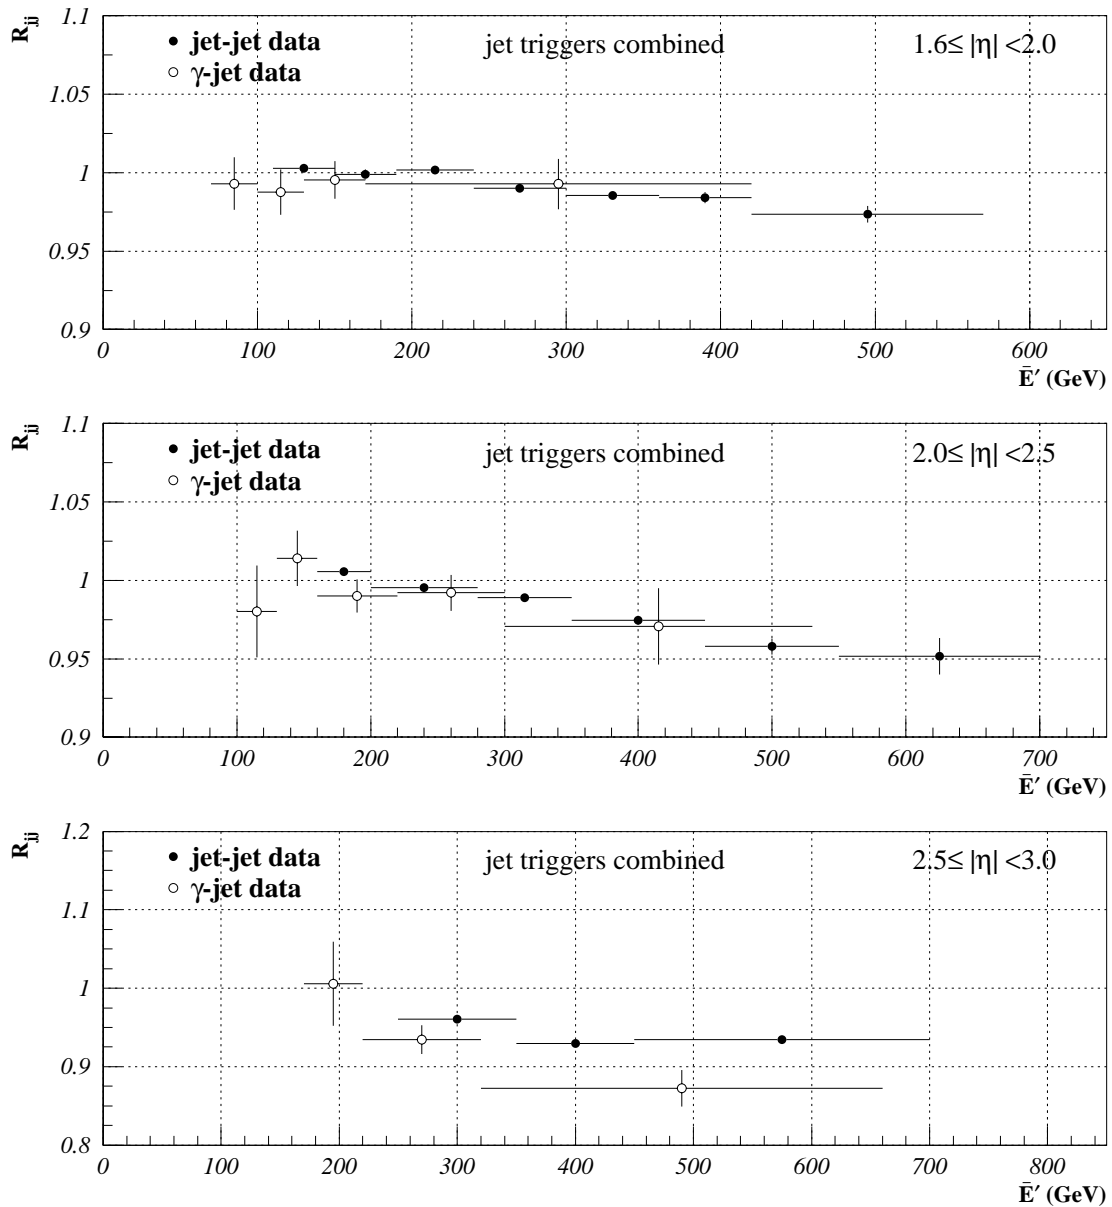 R_jj
1.1
1.05
1
0.95
0.9
jet-jet data
γ-jet data
jet triggers combined
1.6≤ |η| <2.0
0 100 200 300 400 500 600
Ē′ (GeV)
R_jj
1.1
1.05
1
0.95
0.9
jet-jet data
γ-jet data
jet triggers combined
2.0≤ |η| <2.5
0 100 200 300 400 500 600 700
Ē′ (GeV)
R_jj
1.2
1.1
1
0.9
0.8
jet-jet data
γ-jet data
jet triggers combined
2.5≤ |η| <3.0
0 100 200 300 400 500 600 700 800
Ē′ (GeV)